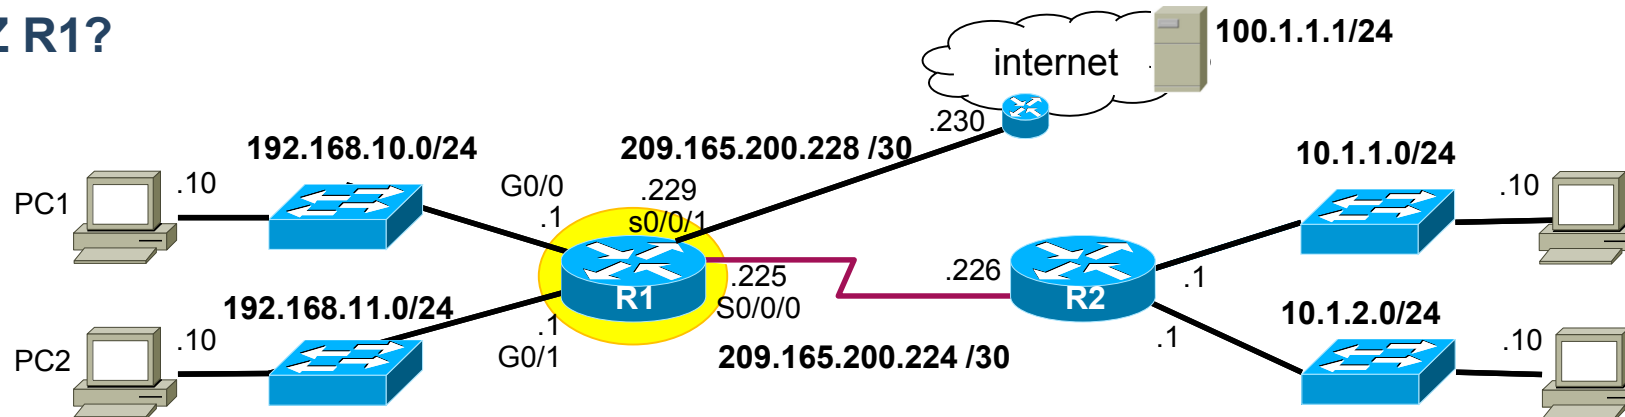 Z R1?
100.1.1.1/24
internet
.230
192.168.10.0/24
209.165.200.228 /30
10.1.1.0/24
PC1
.10
G0/0
.1
.229
s0/0/1
.10
R1
.225
S0/0/0
.226
R2
.1
192.168.11.0/24
.1
G0/1
10.1.2.0/24
.1
PC2
.10
209.165.200.224 /30
.10